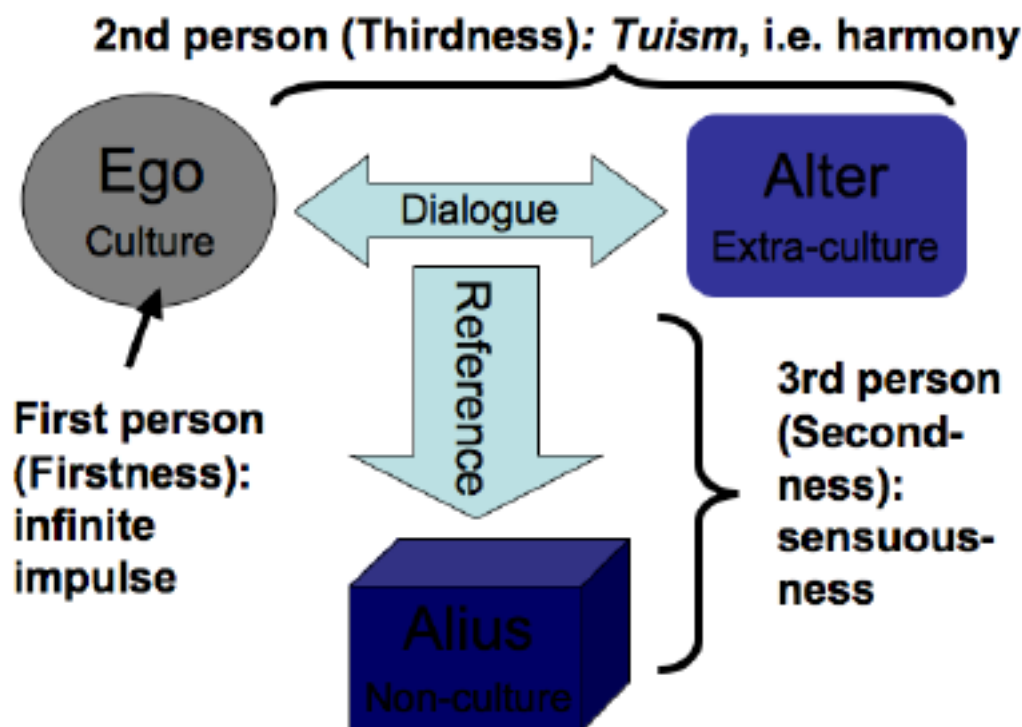 2nd person (Thirdness): Tuism, i.e. harmony
Ego
Culture
Dialogue
Alter
Extra-culture
Reference
First person
(Firstness):
infinite
impulse
3rd person
(Second-
ness):
sensuous-
ness
Alius
Non-culture